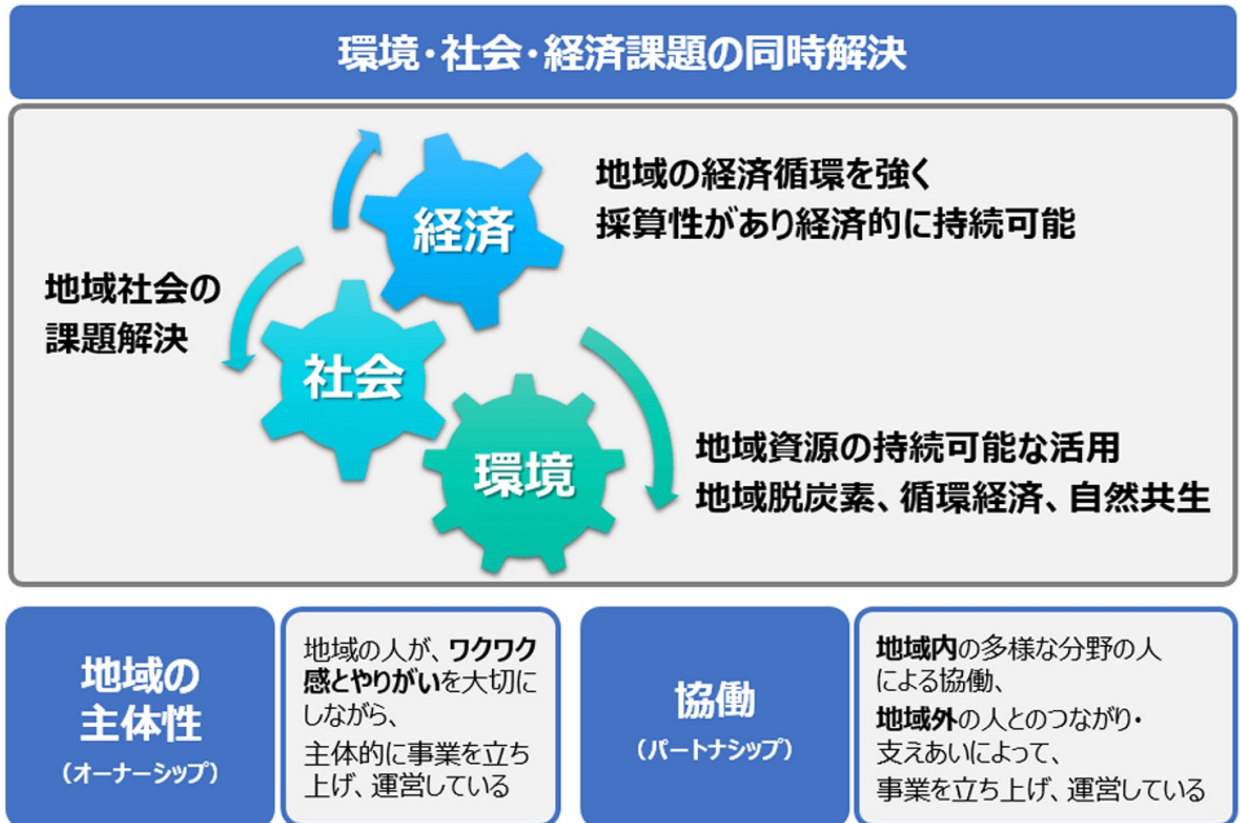 環境・社会・経済課題の同時解決
経済
地域の経済循環を強く
採算性があり経済的に持続可能
地域社会の
課題解決
社会
環境
地域資源の持続可能な活用
地域脱炭素、循環経済、自然共生
地域の
主体性
（オーナーシップ）
地域の人が、ワクワク
感とやりがいを大切に
しながら、
主体的に事業を立ち
上げ、運営している
協働
（パートナシップ）
地域内の多様な分野の人
による協働、
地域外の人とのつながり・
支えあいによって、
事業を立ち上げ、運営している